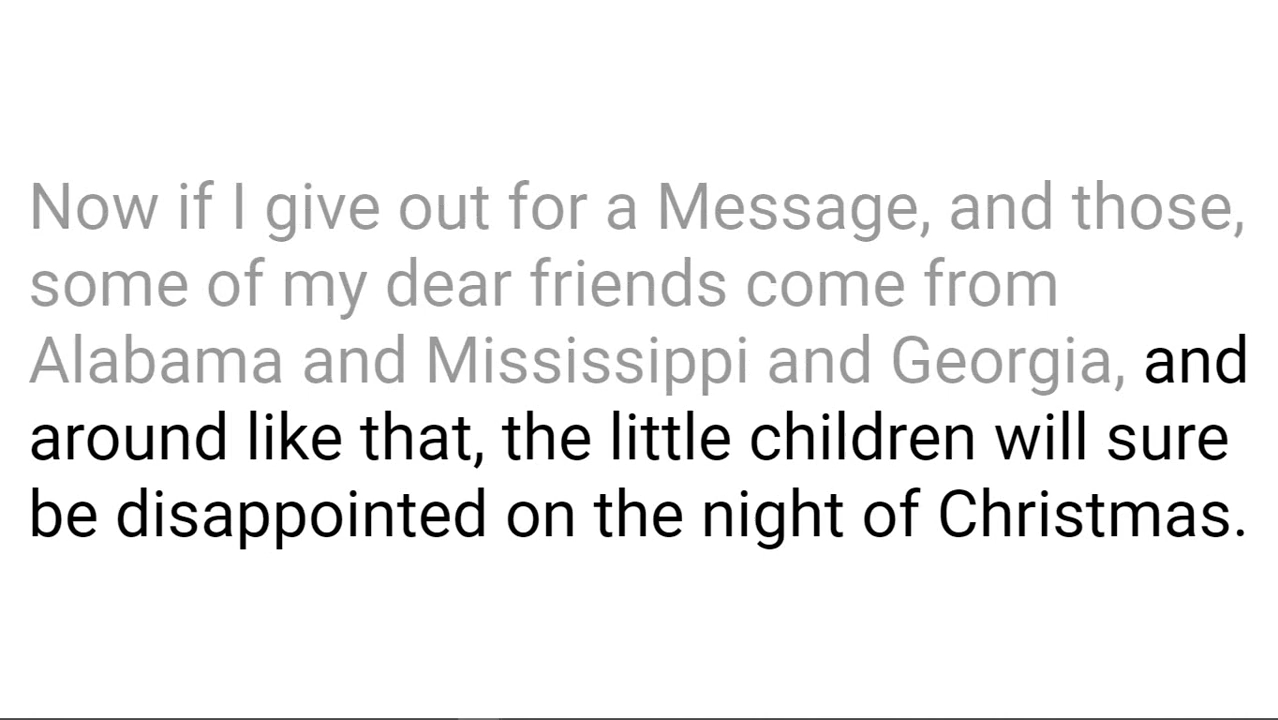 Now if I give out for a Message, and those,
some of my dear friends come from
Alabama and Mississippi and Georgia, and
around like that, the little children will sure
be disappointed on the night of Christmas.